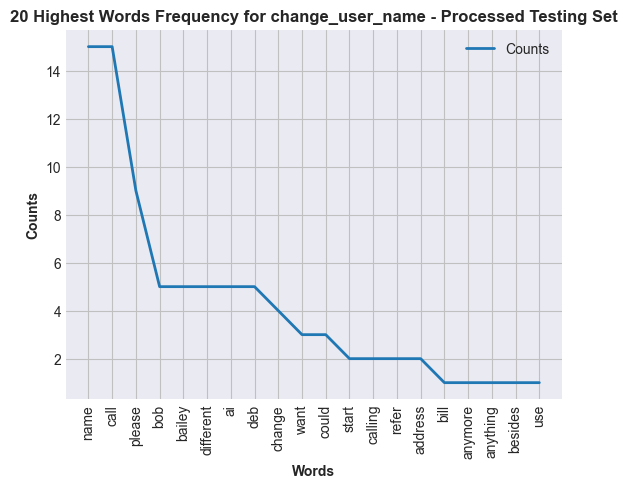 20 Highest Words Frequency for change_user_name - Processed Testing Set
Counts
14
12
10
8
6
4
2
Counts
name
call
please
bob
bailey
different
ai
deb
change
want
could
start
calling
refer
address
bill
anymore
anything
besides
use
Words